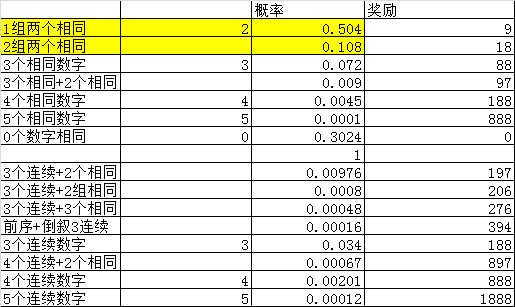 概率 奖励
1组两个相同 2 0.504 9
2组两个相同 0.108 18
3个相同数字 3 0.072 88
3个相同+2个相同 0.009 97
4个相同数字 4 0.0045 188
5个相同数字 5 0.0001 888
0个数字相同 0 0.3024 0
1
3个连续+2个相同 0.00976 197
3个连续+2组相同 0.0008 206
3个连续+3个相同 0.00048 276
前序+倒叙3连续 0.00016 394
3个连续数字 3 0.034 188
4个连续+2个相同 0.00067 897
4个连续数字 4 0.00201 888
5个连续数字 5 0.00012 1888